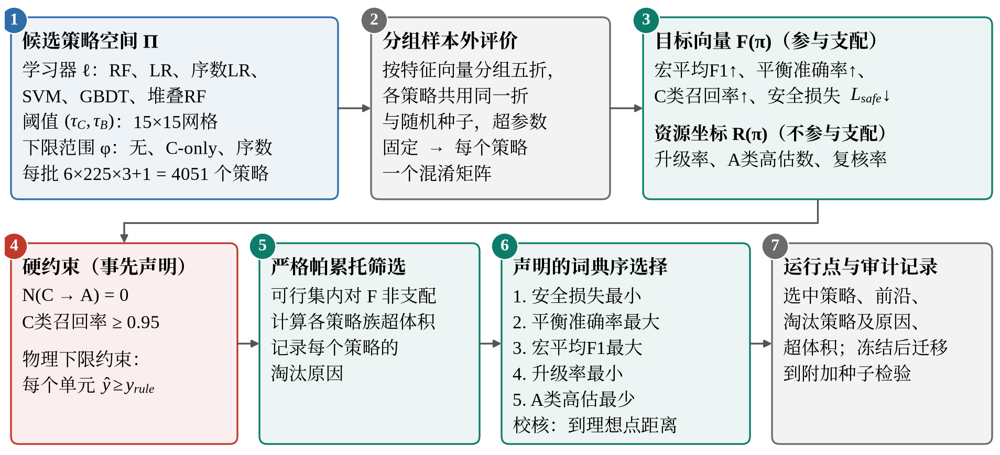 1
候选策略空间 Π
学习器 ℓ：RF、LR、序数LR、
SVM、GBDT、堆叠RF
阈值 (τC, τB)：15×15网格
下限范围 φ：无、C-only、序数
每批 6×225×3+1 = 4051 个策略
2
分组样本外评价
按特征向量分组五折，
各策略共用同一折
与随机种子，超参数
固定 → 每个策略
一个混淆矩阵
3
目标向量 F(π)（参与支配）
宏平均F1↑、平衡准确率↑、
C类召回率↑、安全损失 Lsafe↓
资源坐标 R(π)（不参与支配）
升级率、A类高估数、复核率
4
硬约束（事先声明）
N(C → A) = 0
C类召回率 ≥ 0.95
物理下限约束：
每个单元 ŷ ≥ yrule
5
严格帕累托筛选
可行集内对 F 非支配
计算各策略族超体积
记录每个策略的
淘汰原因
6
声明的词典序选择
1. 安全损失最小
2. 平衡准确率最大
3. 宏平均F1最大
4. 升级率最小
5. A类高估最少
校核：到理想点距离
7
运行点与审计记录
选中策略、前沿、
淘汰策略及原因、
超体积；冻结后迁移
到附加种子检验